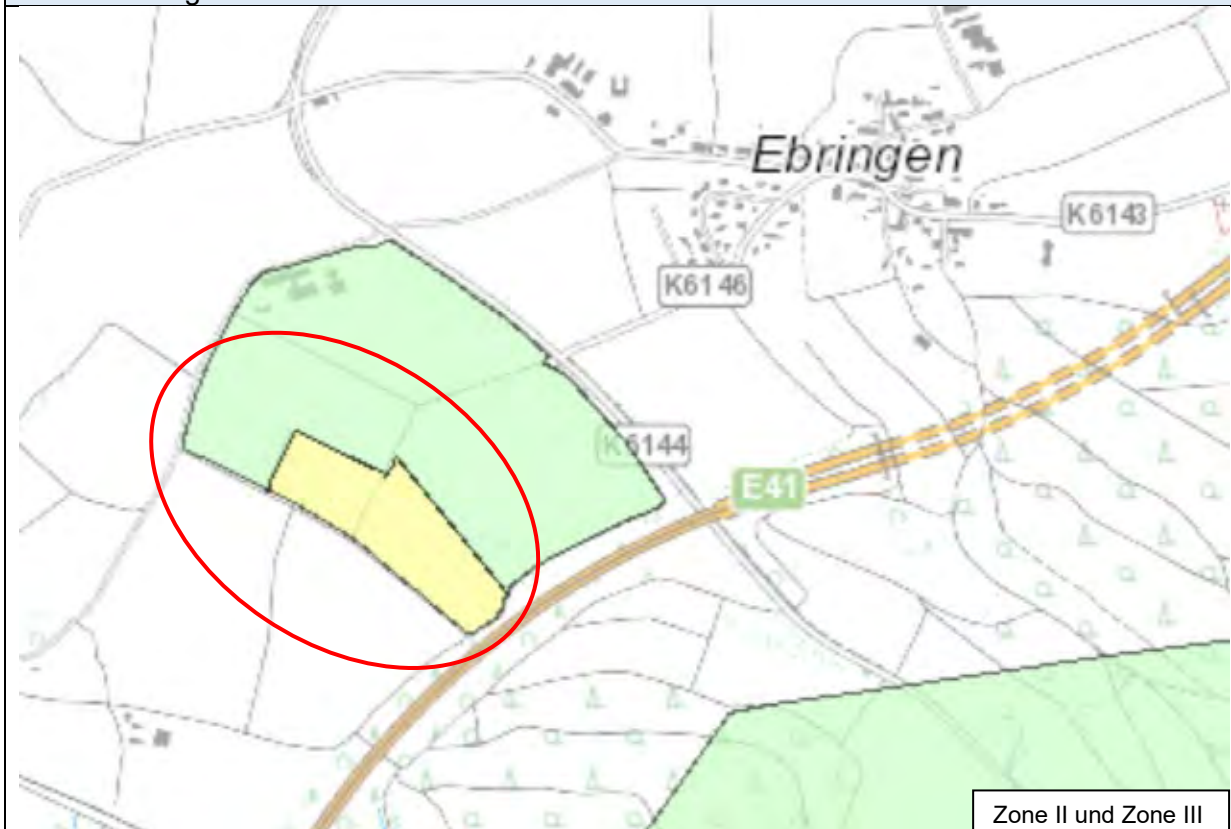 Ebringen
K6143
K6146
K6144
E41
Zone II und Zone III